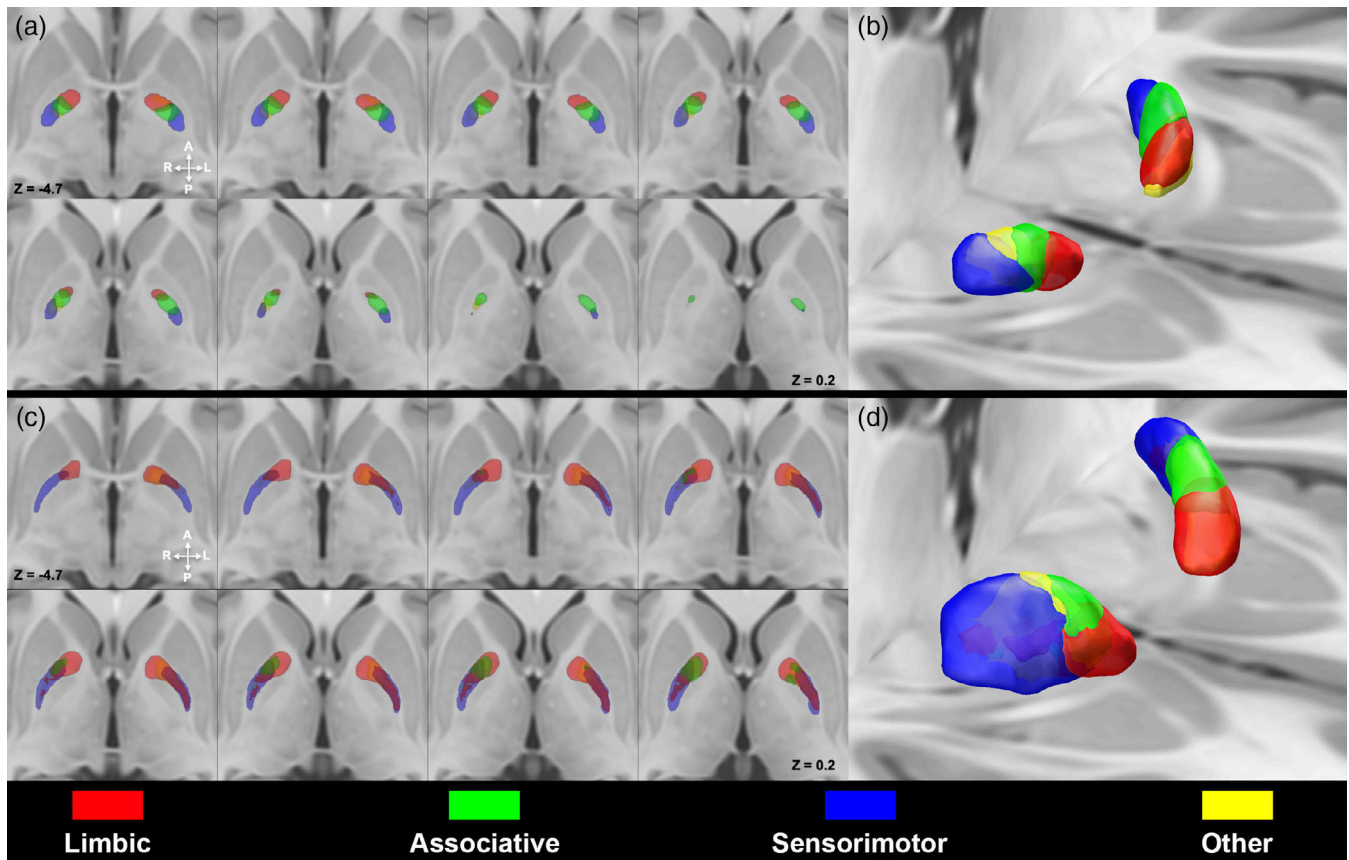 (a)
(b)
A
R L
P
Z = -4.7
Z = 0.2
(c)
(d)
A
R L
P
Z = -4.7
Z = 0.2
Limbic Associative Sensorimotor Other